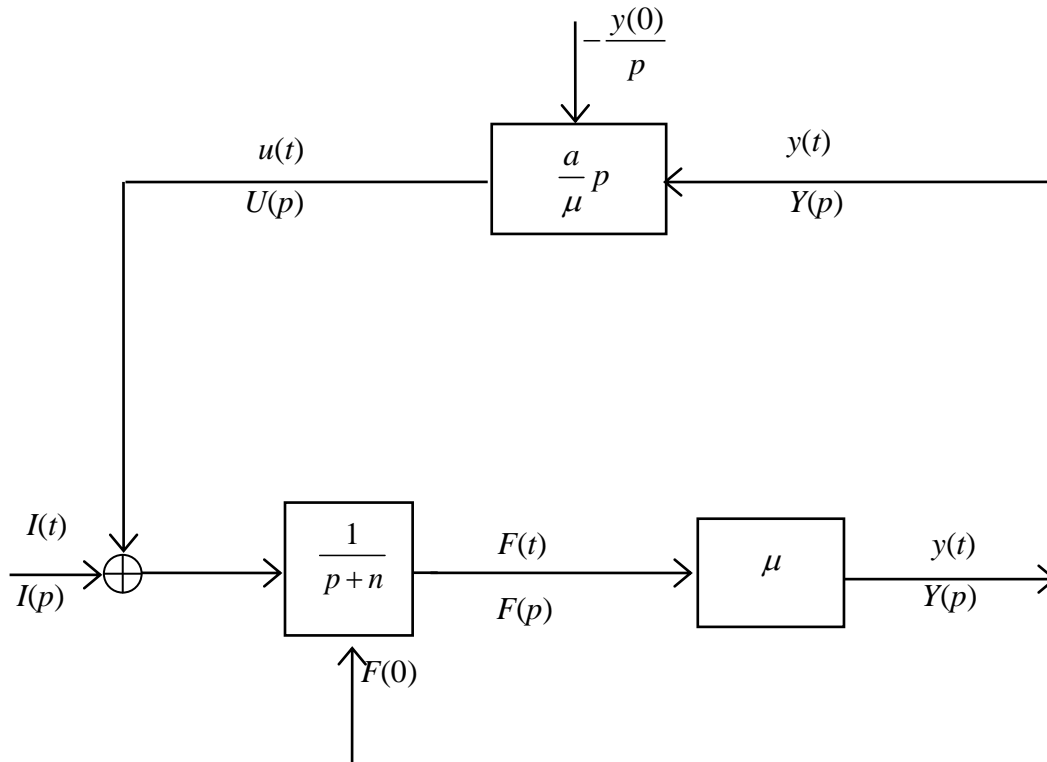 −y(0)/p
u(t)
U(p)
a/μ p
y(t)
Y(p)
I(t)
I(p)
1/(p+n)
F(t)
F(p)
μ
y(t)
Y(p)
F(0)